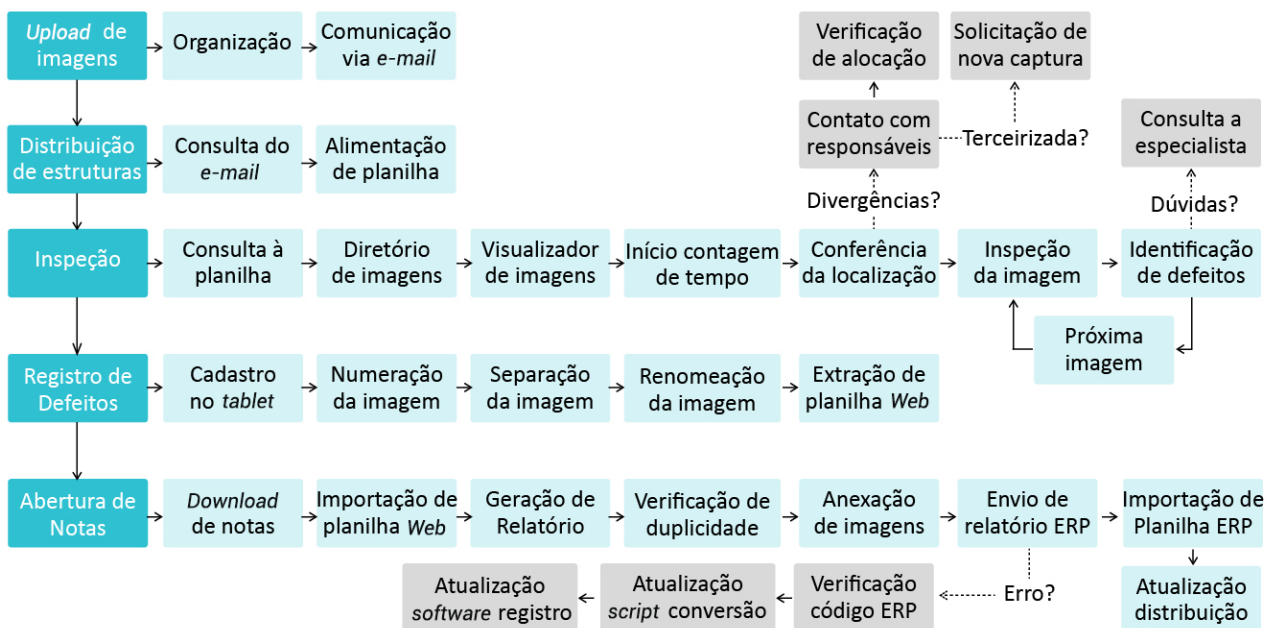 Upload de
imagens
Organização
Comunicação
via e-mail
Verificação
de alocação
Solicitação de
nova captura
Contato com
responsáveis
Terceirizada?
Consulta a
especialista
Distribuição
de estruturas
Consulta do
e-mail
Alimentação
de planilha
Divergências?
Dúvidas?
Inspeção
Consulta à
planilha
Diretório
de imagens
Visualizador
de imagens
Início contagem
de tempo
Conferência
da localização
Inspeção
da imagem
Identificação
de defeitos
Próxima
imagem
Registro de
Defeitos
Cadastro
no tablet
Numeração
da imagem
Separação
da imagem
Renomeação
da imagem
Extração de
planilha Web
Abertura de
Notas
Download
de notas
Importação de
planilha Web
Geração de
Relatório
Verificação de
duplicidade
Anexação
de imagens
Envio de
relatório ERP
Importação de
Planilha ERP
Atualização
software registro
Atualização
script conversão
Verificação
código ERP
Erro?
Atualização
distribuição